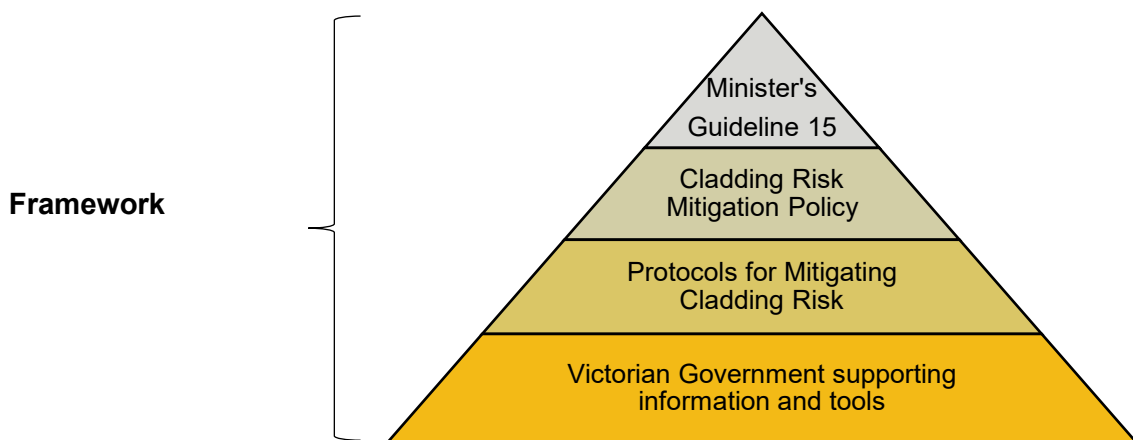 Minister's
Guideline 15
Cladding Risk
Mitigation Policy
Framework
Protocols for Mitigating
Cladding Risk
Victorian Government supporting
information and tools